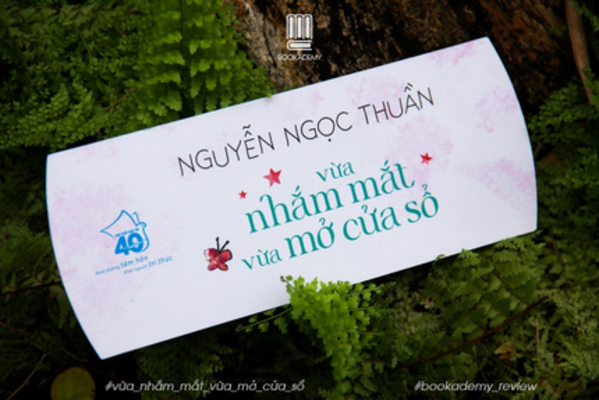 BOOKADEMY
NGUYỄN NGỌC THUẦN
vừa
nhắm mắt
vừa mở cửa sổ
40
#vừa_nhắm_mắt_vừa_mở_cửa_sổ
#bookademy_review